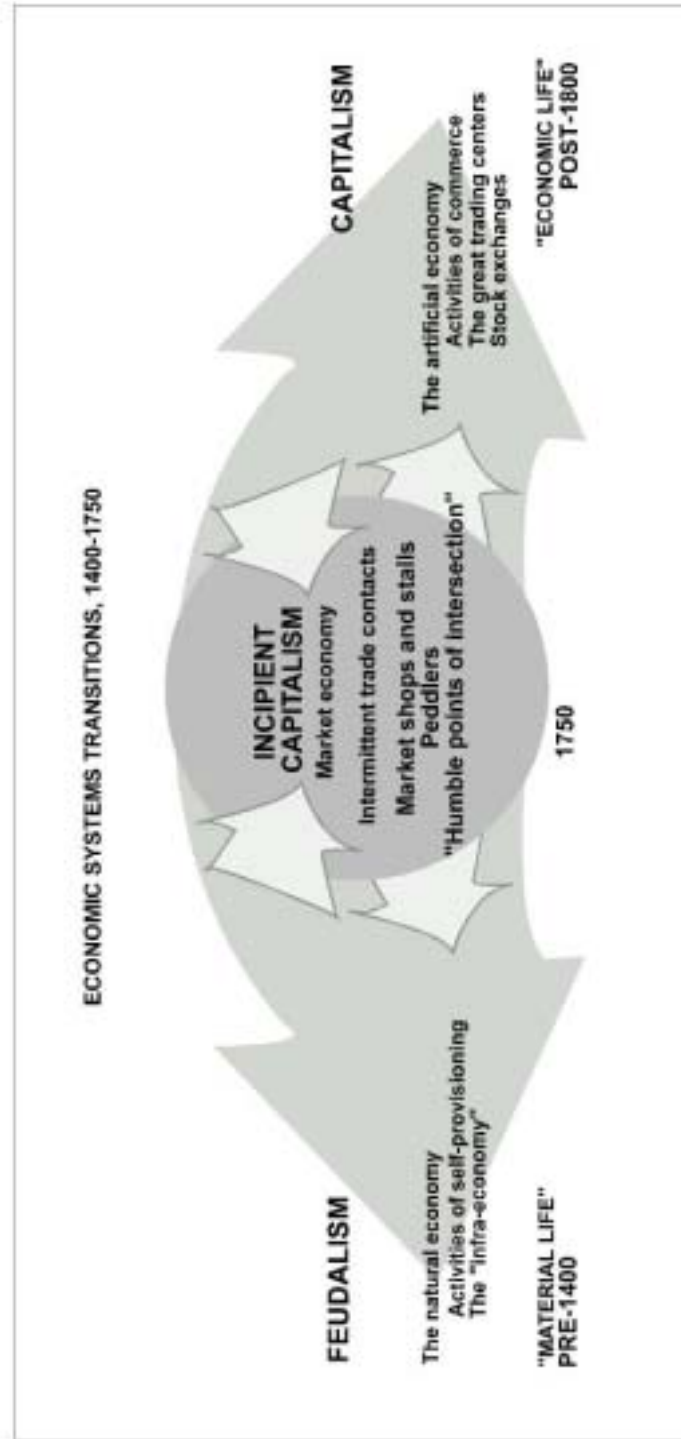 ECONOMIC SYSTEMS TRANSITIONS, 1400-1750
FEUDALISM
The natural economy
Activities of self-provisioning
The "infra-economy"
"MATERIAL LIFE"
PRE-1400
INCIPIENT
CAPITALISM
Market economy
Intermittent trade contacts
Market shops and stalls
Peddlers
"Humble points of intersection"
1750
CAPITALISM
The artificial economy
Activities of commerce
The great trading centers
Stock exchanges
"ECONOMIC LIFE"
POST-1800